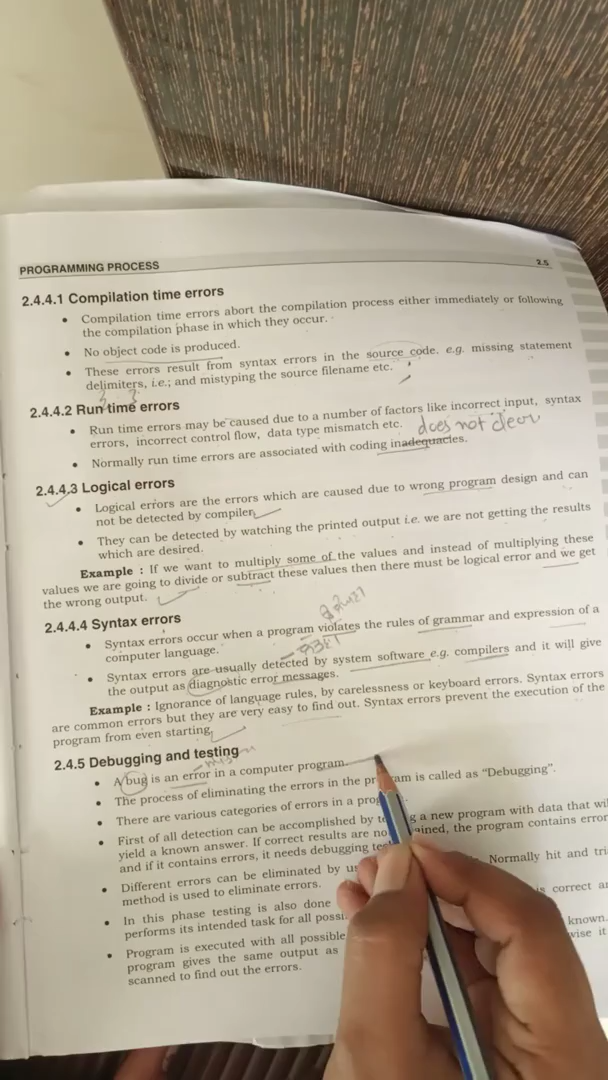 PROGRAMMING PROCESS 2.5
2.4.4.1 Compilation time errors
• Compilation time errors abort the compilation process either immediately or following
the compilation phase in which they occur.
• No object code is produced.
• These errors result from syntax errors in the source code. e.g. missing statement
delimiters, i.e.; and mistyping the source filename etc.
2.4.4.2 Run time errors
• Run time errors may be caused due to a number of factors like incorrect input, syntax
errors, incorrect control flow, data type mismatch etc. does not clear
• Normally run time errors are associated with coding inadequacies.
2.4.4.3 Logical errors
• Logical errors are the errors which are caused due to wrong program design and can
not be detected by compiler.
• They can be detected by watching the printed output i.e. we are not getting the results
which are desired.
Example : If we want to multiply some of the values and instead of multiplying these
values we are going to divide or subtract these values then there must be logical error and we get
the wrong output.
2.4.4.4 Syntax errors
• Syntax errors occur when a program violates the rules of grammar and expression of a
computer language.
• Syntax errors are usually detected by system software e.g. compilers and it will give
the output as diagnostic error messages.
Example : Ignorance of language rules, by carelessness or keyboard errors. Syntax errors
are common errors but they are very easy to find out. Syntax errors prevent the execution of the
program from even starting.
2.4.5 Debugging and testing
• A bug is an error in a computer program.
• The process of eliminating the errors in the program is called as "Debugging".
• There are various categories of errors in a prog
• First of all detection can be accomplished by te g a new program with data that wil
yield a known answer. If correct results are no ained, the program contains error
and if it contains errors, it needs debugging te
• Different errors can be eliminated by u Normally hit and tri
method is used to eliminate errors.
• In this phase testing is also done is correct a
performs its intended task for all possi
• Program is executed with all possible known.
program gives the same output as wise it
scanned to find out the errors.